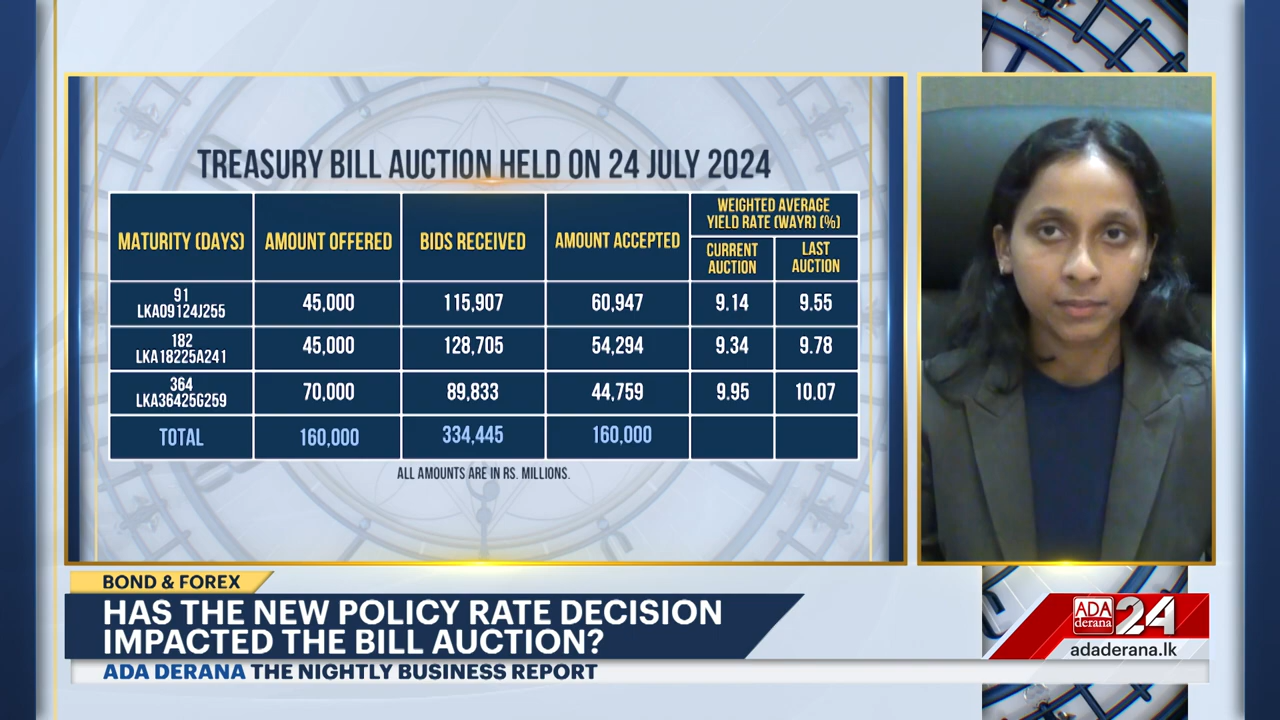 TREASURY BILL AUCTION HELD ON 24 JULY 2024
MATURITY (DAYS)
AMOUNT OFFERED
BIDS RECEIVED
AMOUNT ACCEPTED
WEIGHTED AVERAGE
YIELD RATE (WAYR) (%)
CURRENT
AUCTION
LAST
AUCTION
91
LKA09124J255
45,000
115,907
60,947
9.14
9.55
182
LKA18225A241
45,000
128,705
54,294
9.34
9.78
364
LKA36425G259
70,000
89,833
44,759
9.95
10.07
TOTAL
160,000
334,445
160,000
ALL AMOUNTS ARE IN RS. MILLIONS.
BOND & FOREX
HAS THE NEW POLICY RATE DECISION
IMPACTED THE BILL AUCTION?
ADA DERANA THE NIGHTLY BUSINESS REPORT
ADA
derana
24
adaderana.lk